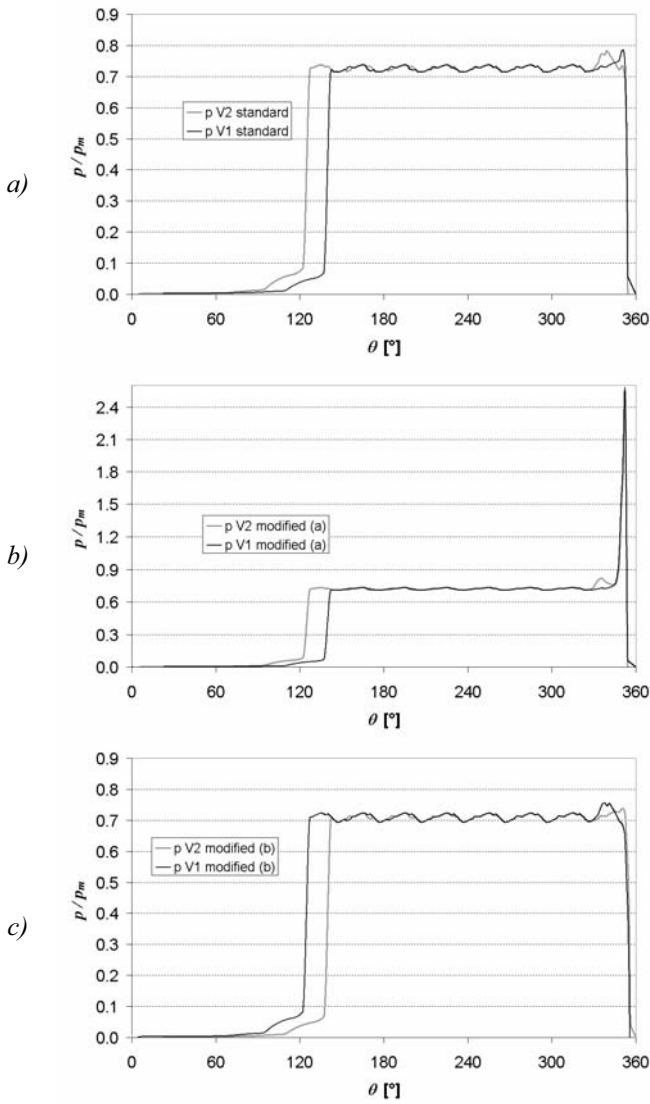 a)
p / pm
0.9
0.8
0.7
0.6
0.5
0.4
0.3
0.2
0.1
0.0
p V2 standard
p V1 standard
0 60 120 180 240 300 360
θ [°]
b)
p / pm
2.4
2.1
1.8
1.5
1.2
0.9
0.6
0.3
0.0
p V2 modified (a)
p V1 modified (a)
0 60 120 180 240 300 360
θ [°]
c)
p / pm
0.9
0.8
0.7
0.6
0.5
0.4
0.3
0.2
0.1
0.0
p V2 modified (b)
p V1 modified (b)
0 60 120 180 240 300 360
θ [°]